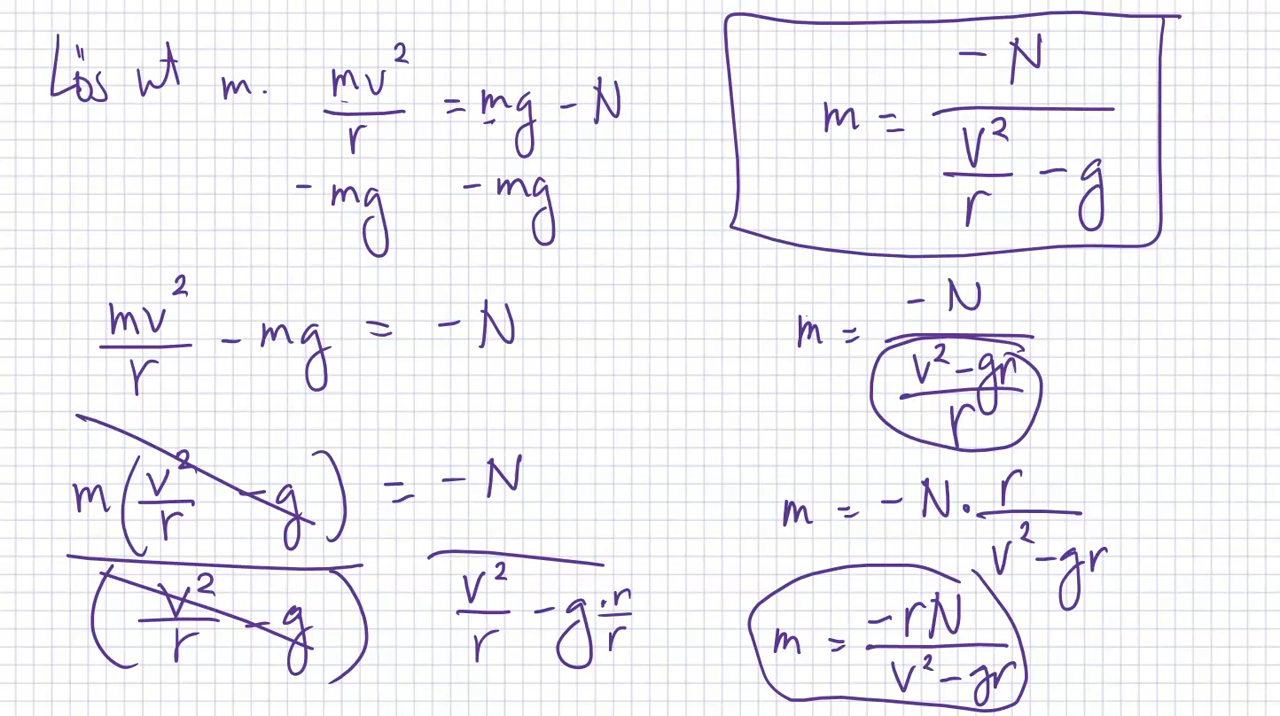 Lös ut m. mv²/r = mg - N
- mg - mg
mv²/r - mg = - N
m(v²/r - g) = - N
(v²/r - g) v²/r - g · r/r
m = - N / (v²/r - g)
m = - N / ((v² - gr)/r)
m = - N · r / (v² - gr)
m = -rN / (v² - gr)